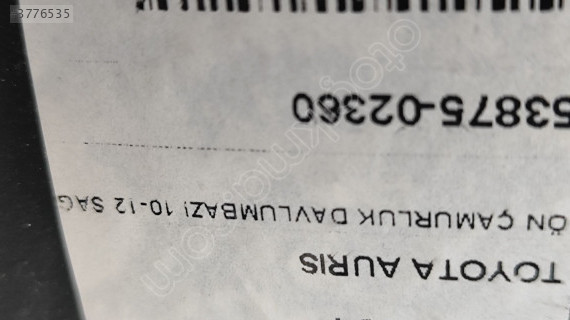 TOYOTA AURIS
ÖN ÇAMURLUK DAVLUMBAZI 10-12 SAĞ
53875-02360
3776535